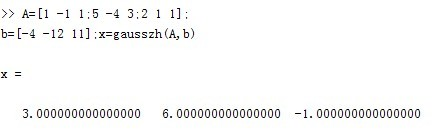 >> A=[1 -1 1;5 -4 3;2 1 1];
b=[-4 -12 11];x=gausszh(A,b)
x =
3.000000000000000 6.000000000000000 -1.000000000000000